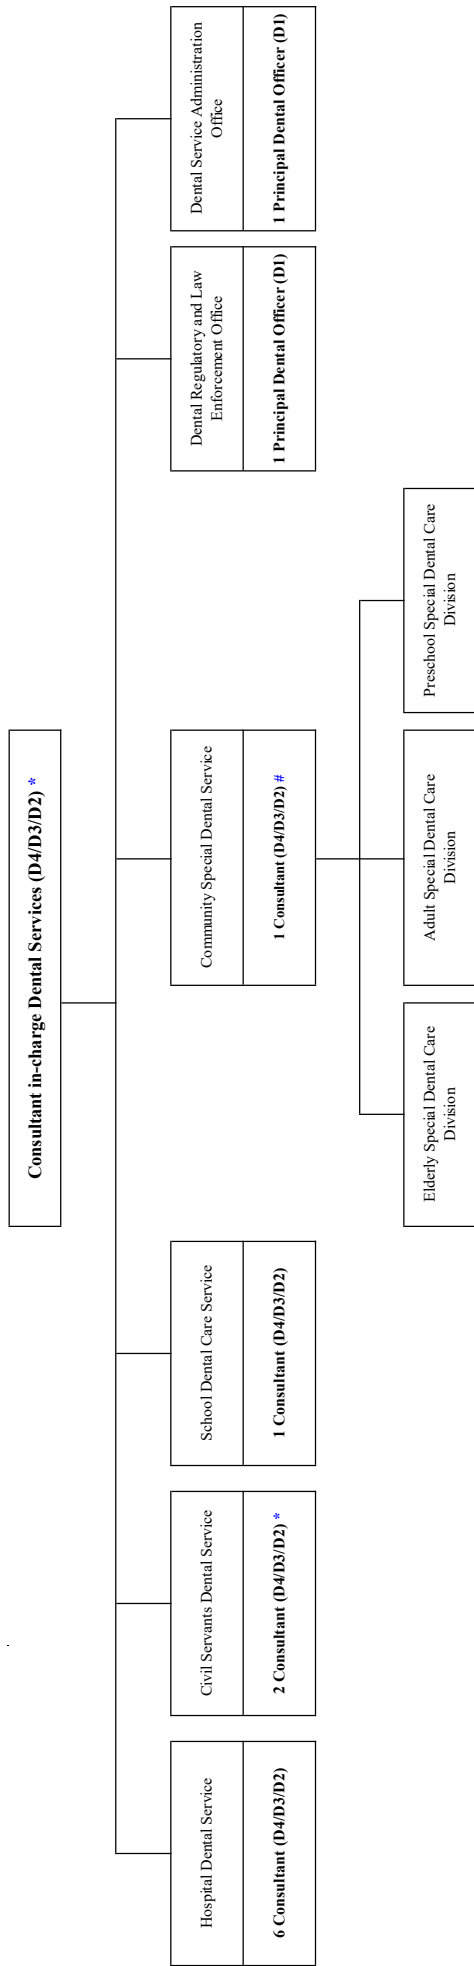 Consultant in-charge Dental Services (D4/D3/D2) *
Hospital Dental Service
6 Consultant (D4/D3/D2)
Civil Servants Dental Service
2 Consultant (D4/D3/D2) *
School Dental Care Service
1 Consultant (D4/D3/D2)
Community Special Dental Service
1 Consultant (D4/D3/D2) #
Dental Regulatory and Law
Enforcement Office
1 Principal Dental Officer (D1)
Dental Service Administration
Office
1 Principal Dental Officer (D1)
Elderly Special Dental Care
Division
Adult Special Dental Care
Division
Preschool Special Dental Care
Division